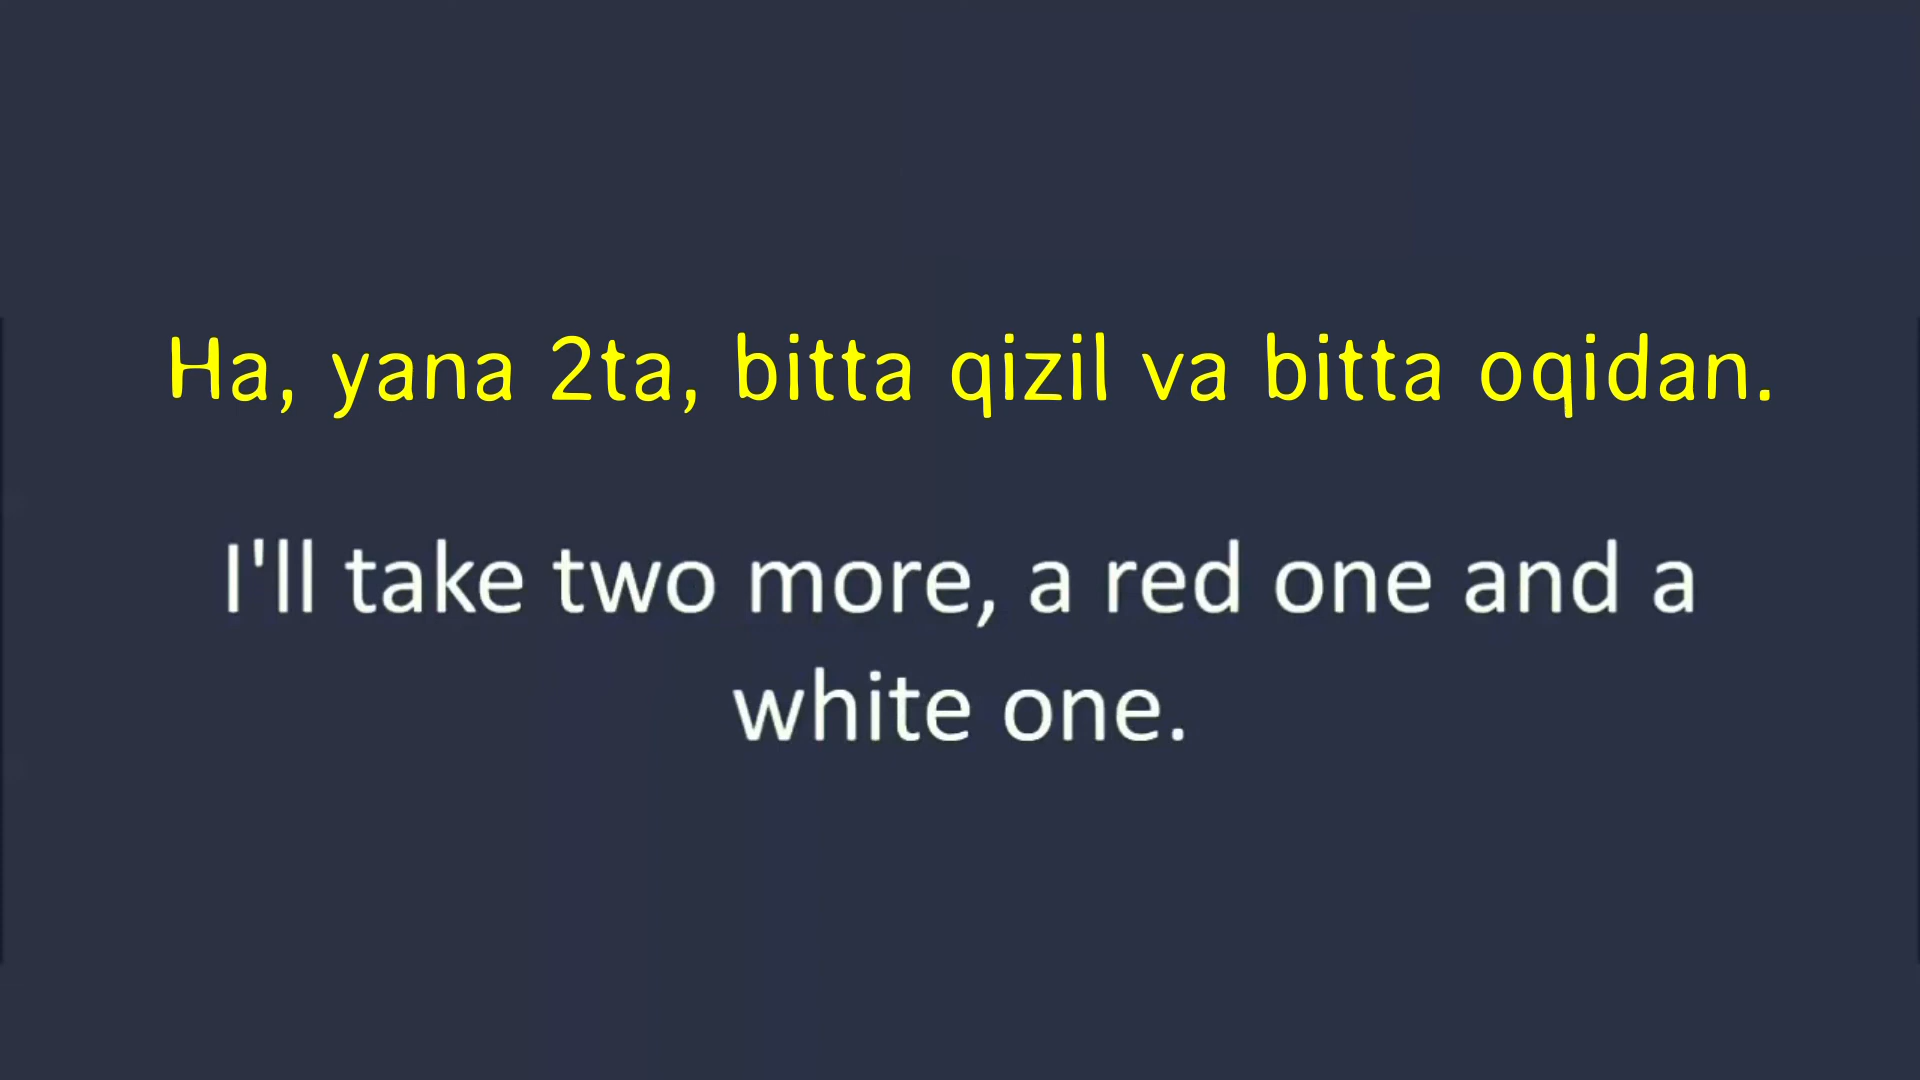 Ha, yana 2ta, bitta qizil va bitta oqidan.
I'll take two more, a red one and a
white one.